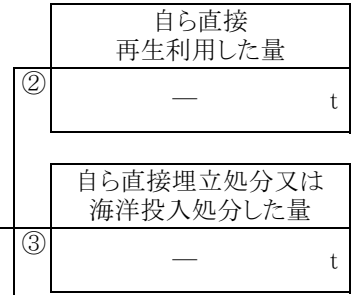 自ら直接
再生利用した量
②
— t
自ら直接埋立処分又は
海洋投入処分した量
③
— t